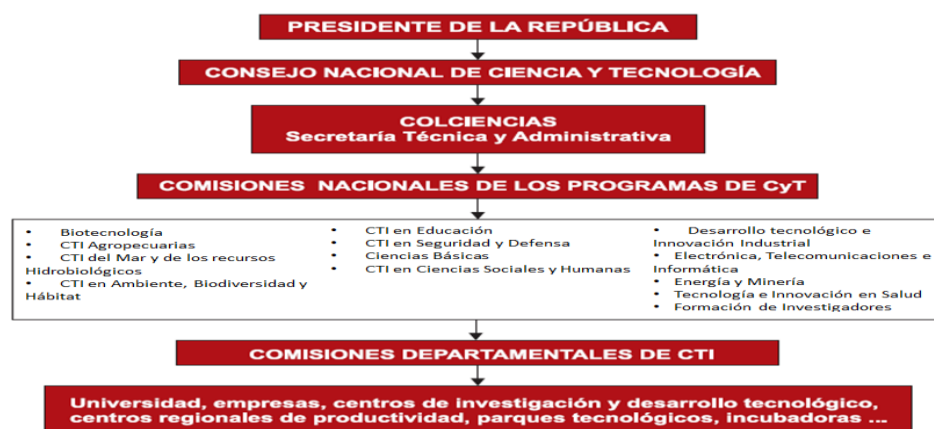 PRESIDENTE DE LA REPÚBLICA
CONSEJO NACIONAL DE CIENCIA Y TECNOLOGÍA
COLCIENCIAS
Secretaría Técnica y Administrativa
COMISIONES NACIONALES DE LOS PROGRAMAS DE CyT
• Biotecnología
• CTI Agropecuarias
• CTI del Mar y de los recursos
Hidrobiológicos
• CTI en Ambiente, Biodiversidad y
Hábitat
• CTI en Educación
• CTI en Seguridad y Defensa
• Ciencias Básicas
• CTI en Ciencias Sociales y Humanas
• Desarrollo tecnológico e
Innovación Industrial
• Electrónica, Telecomunicaciones e
Informática
• Energía y Minería
• Tecnología e Innovación en Salud
• Formación de Investigadores
COMISIONES DEPARTAMENTALES DE CTI
Universidad, empresas, centros de investigación y desarrollo tecnológico,
centros regionales de productividad, parques tecnológicos, incubadoras ...